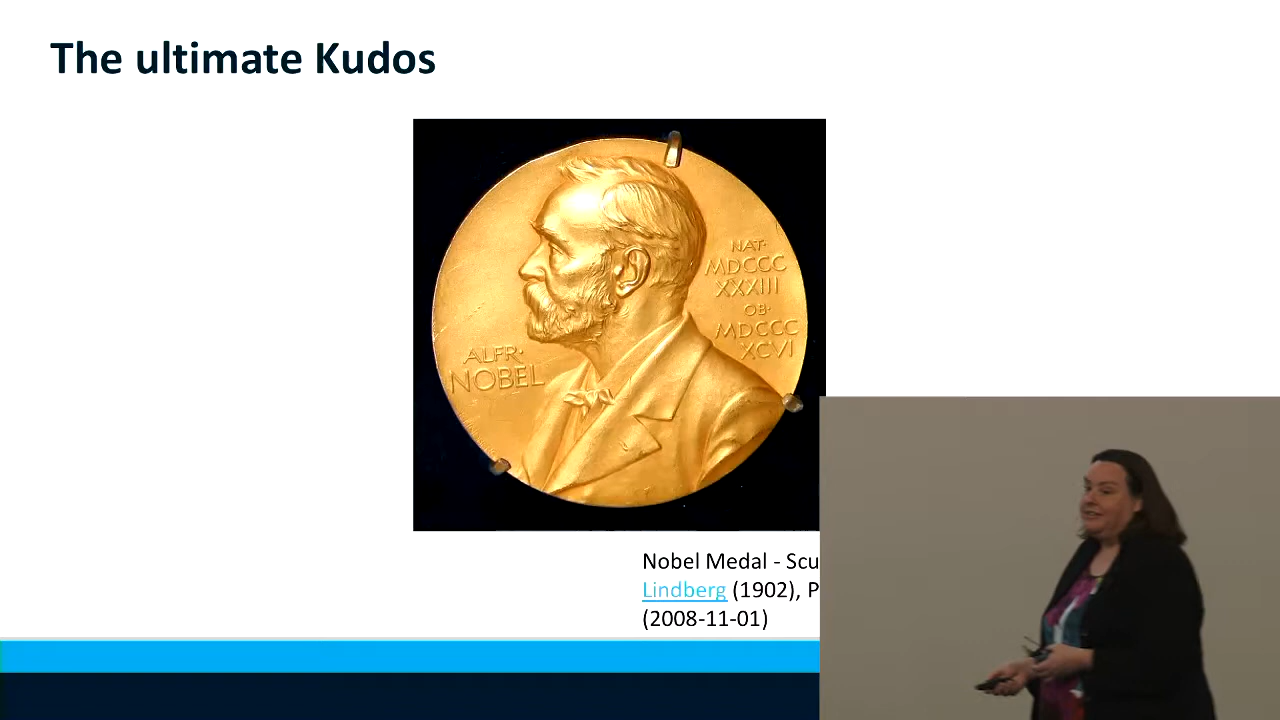 The ultimate Kudos
NAT·
MDCCC
XXXIII
OB·
MDCCC
XCVI
ALFR·
NOBEL
Nobel Medal - Scu
Lindberg (1902), P
(2008-11-01)